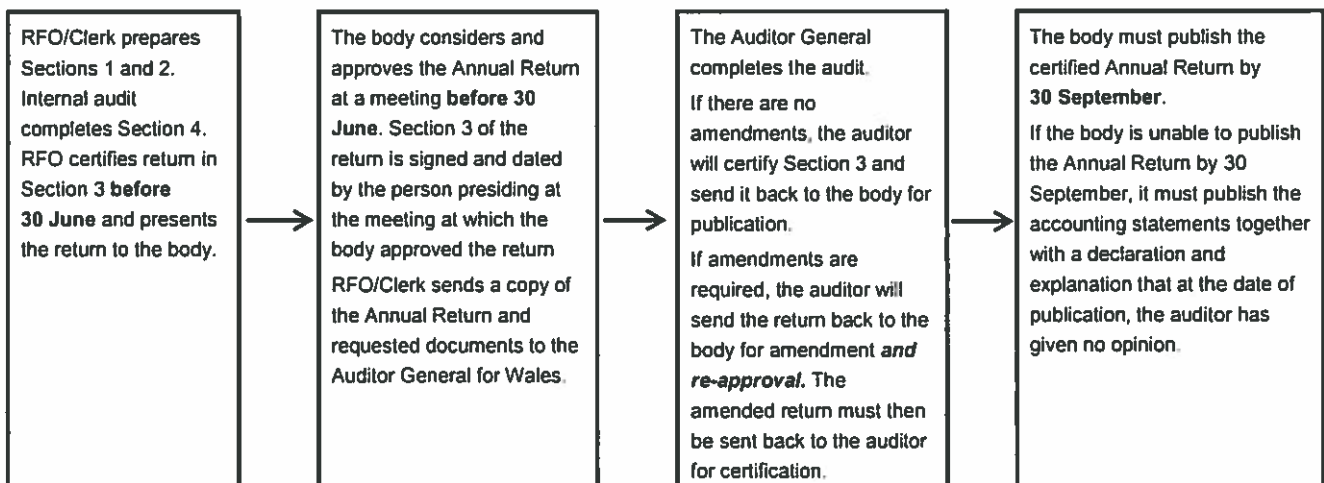 RFO/Clerk prepares
Sections 1 and 2.
Internal audit
completes Section 4.
RFO certifies return in
Section 3 before
30 June and presents
the return to the body.
The body considers and
approves the Annual Return
at a meeting before 30
June. Section 3 of the
return is signed and dated
by the person presiding at
the meeting at which the
body approved the return
RFO/Clerk sends a copy of
the Annual Return and
requested documents to the
Auditor General for Wales.
The Auditor General
completes the audit.
If there are no
amendments, the auditor
will certify Section 3 and
send it back to the body for
publication.
If amendments are
required, the auditor will
send the return back to the
body for amendment and
re-approval. The
amended return must then
be sent back to the auditor
for certification.
The body must publish the
certified Annual Return by
30 September.
If the body is unable to publish
the Annual Return by 30
September, it must publish the
accounting statements together
with a declaration and
explanation that at the date of
publication, the auditor has
given no opinion.